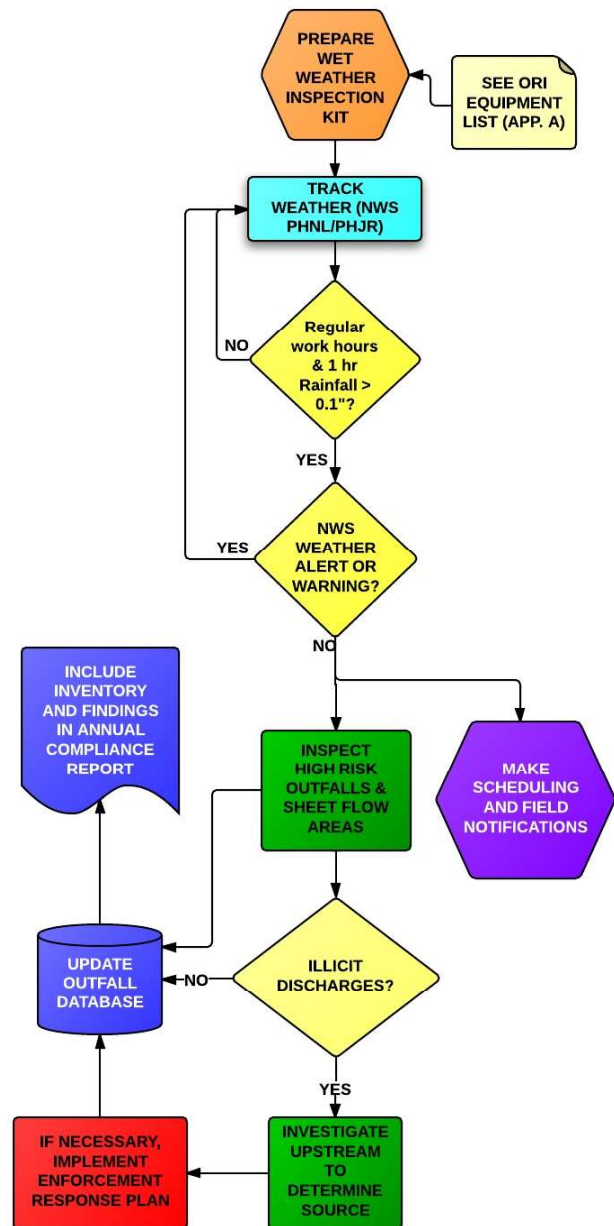 PREPARE
WET
WEATHER
INSPECTION
KIT
SEE ORI
EQUIPMENT
LIST (APP. A)
TRACK
WEATHER (NWS
PHNL/PHJR)
Regular
work hours
& 1 hr
Rainfall >
0.1"?
NO
YES
NWS
WEATHER
ALERT OR
WARNING?
YES
NO
INCLUDE
INVENTORY
AND FINDINGS
IN ANNUAL
COMPLIANCE
REPORT
INSPECT
HIGH RISK
OUTFALLS &
SHEET FLOW
AREAS
MAKE
SCHEDULING
AND FIELD
NOTIFICATIONS
UPDATE
OUTFALL
DATABASE
NO
ILLICIT
DISCHARGES?
YES
IF NECESSARY,
IMPLEMENT
ENFORCEMENT
RESPONSE PLAN
INVESTIGATE
UPSTREAM
TO
DETERMINE
SOURCE